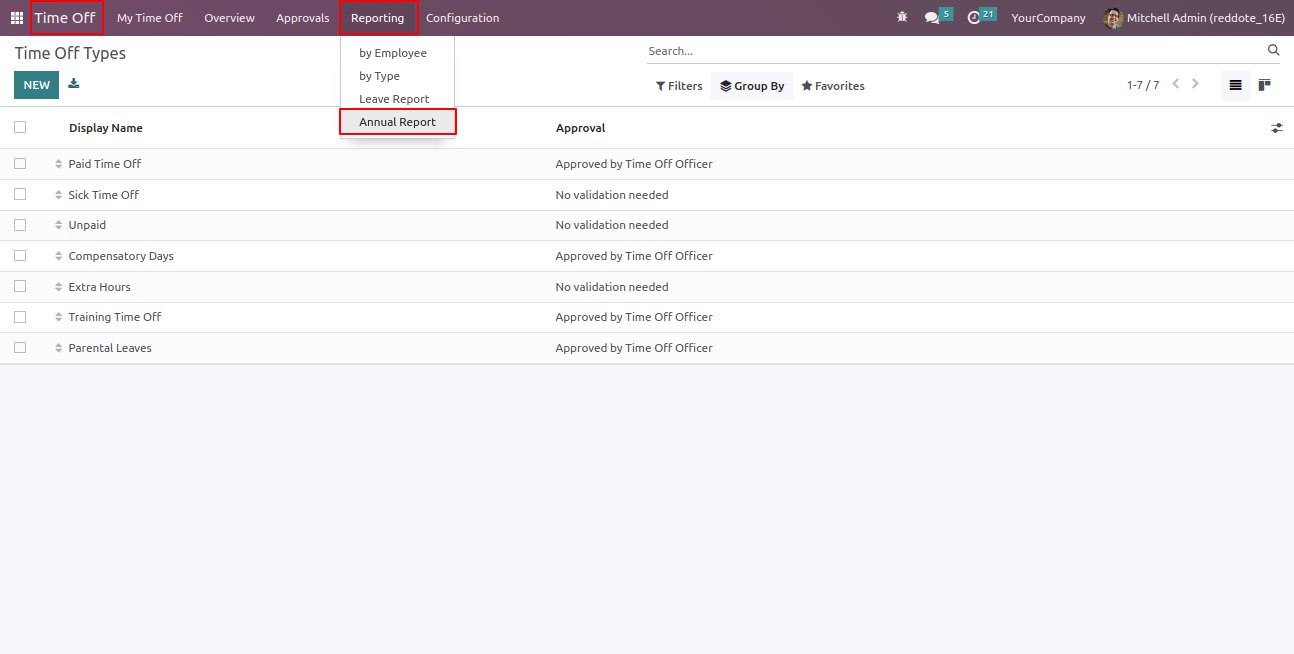 Time Off My Time Off Overview Approvals Reporting Configuration 5 21 YourCompany Mitchell Admin (reddote_16E)
Time Off Types
Search...
NEW
Filters Group By Favorites
1-7 / 7
by Employee
by Type
Leave Report
Annual Report
Display Name Approval
Paid Time Off Approved by Time Off Officer
Sick Time Off No validation needed
Unpaid No validation needed
Compensatory Days Approved by Time Off Officer
Extra Hours No validation needed
Training Time Off Approved by Time Off Officer
Parental Leaves Approved by Time Off Officer